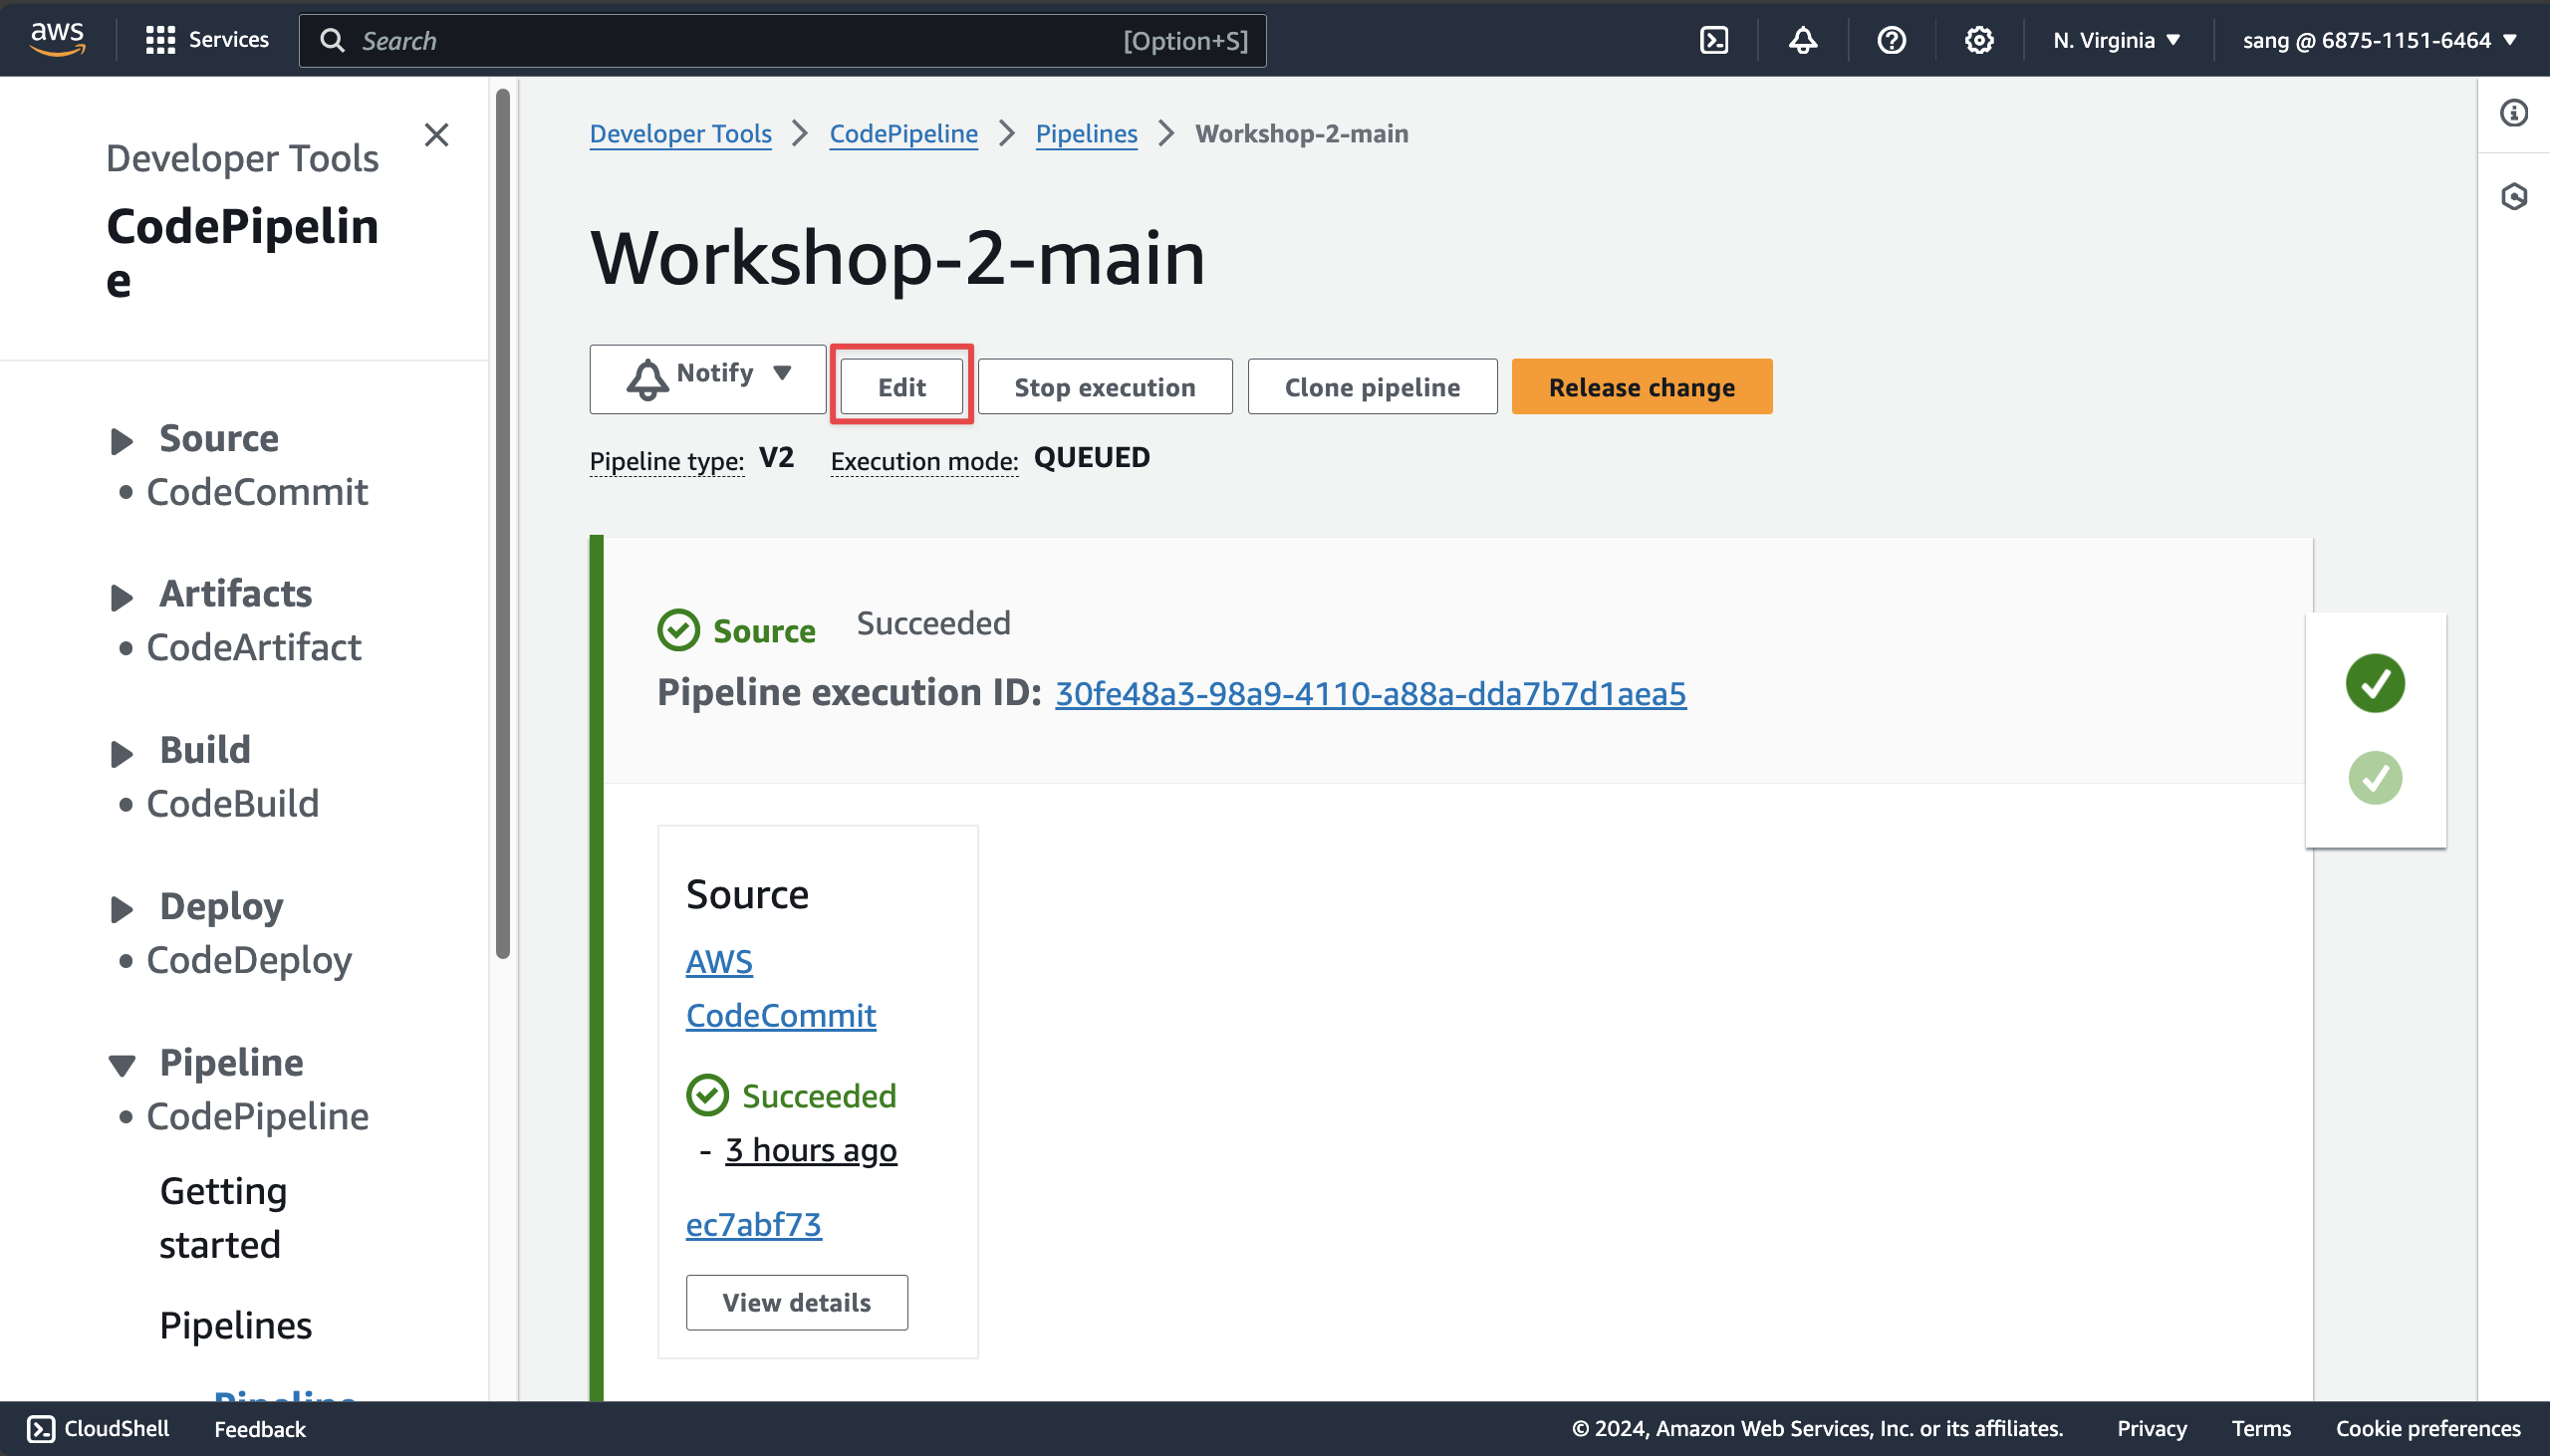 aws
Services
Search
[Option+S]
N. Virginia
sang @ 6875-1151-6464
Developer Tools
CodePipelin
e
Source
CodeCommit
Artifacts
CodeArtifact
Build
CodeBuild
Deploy
CodeDeploy
Pipeline
CodePipeline
Getting
started
Pipelines
Pipeline
Developer Tools
CodePipeline
Pipelines
Workshop-2-main
Workshop-2-main
Notify
Edit
Stop execution
Clone pipeline
Release change
Pipeline type: V2
Execution mode: QUEUED
Source Succeeded
Pipeline execution ID: 30fe48a3-98a9-4110-a88a-dda7b7d1aea5
Source
AWS
CodeCommit
Succeeded
- 3 hours ago
ec7abf73
View details
CloudShell
Feedback
© 2024, Amazon Web Services, Inc. or its affiliates.
Privacy
Terms
Cookie preferences